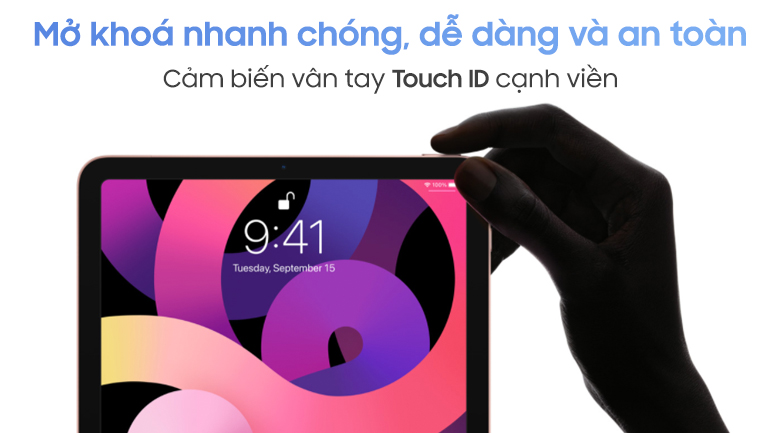 Mở khoá nhanh chóng, dễ dàng và an toàn
Cảm biến vân tay Touch ID cạnh viền
100%
9:41
Tuesday, September 15